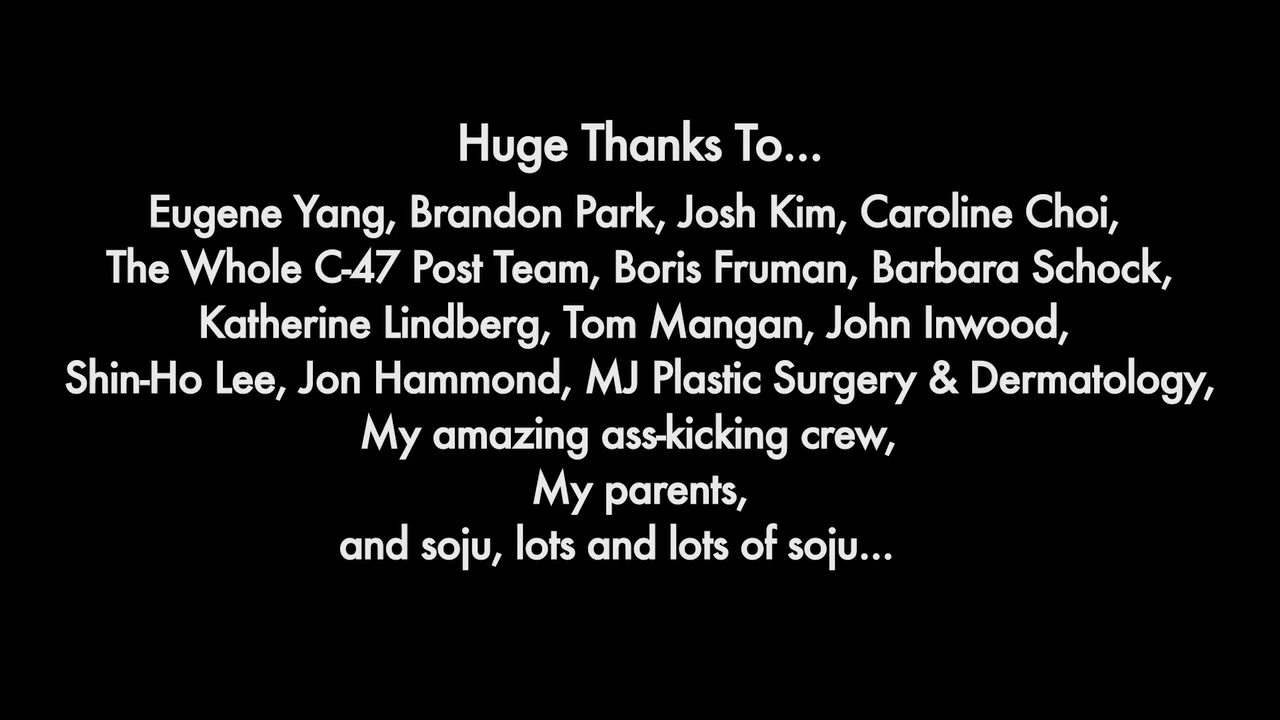 Huge Thanks To...
Eugene Yang, Brandon Park, Josh Kim, Caroline Choi,
The Whole C-47 Post Team, Boris Fruman, Barbara Schock,
Katherine Lindberg, Tom Mangan, John Inwood,
Shin-Ho Lee, Jon Hammond, MJ Plastic Surgery & Dermatology,
My amazing ass-kicking crew,
My parents,
and soju, lots and lots of soju...